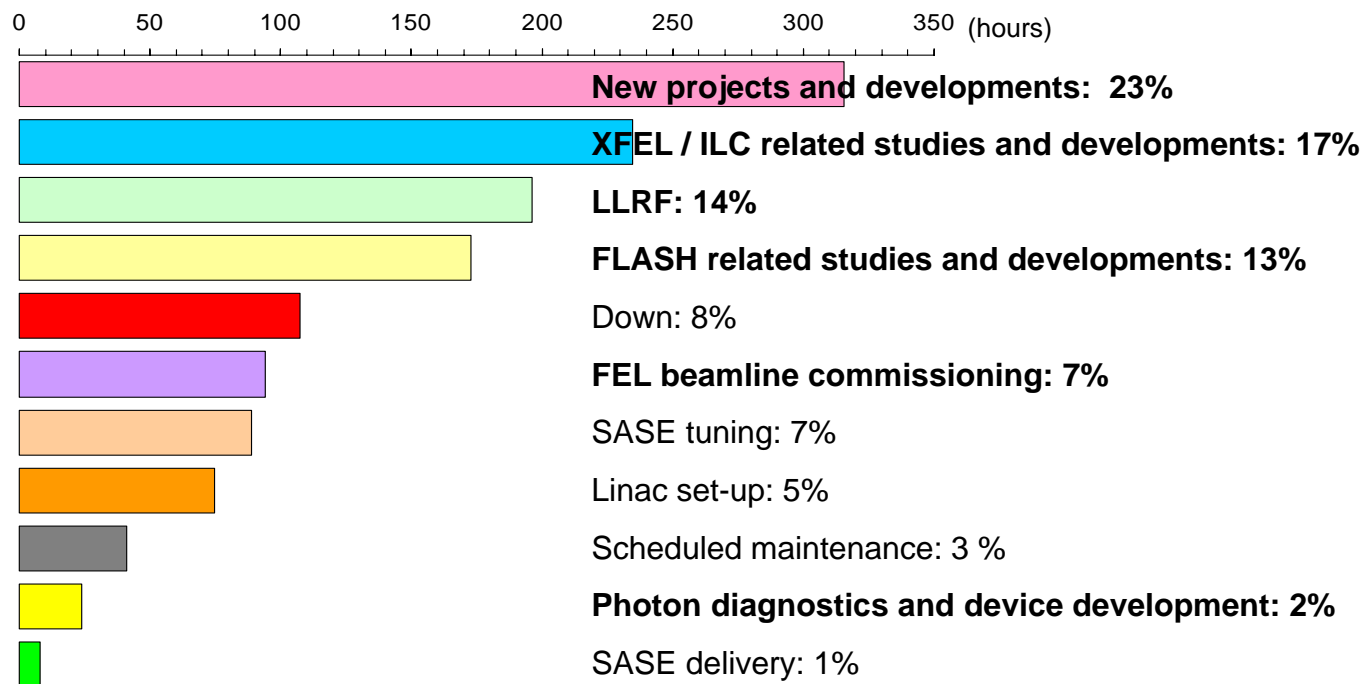 0 50 100 150 200 250 300 350 (hours)
New projects and developments: 23%
XFEL / ILC related studies and developments: 17%
LLRF: 14%
FLASH related studies and developments: 13%
Down: 8%
FEL beamline commissioning: 7%
SASE tuning: 7%
Linac set-up: 5%
Scheduled maintenance: 3 %
Photon diagnostics and device development: 2%
SASE delivery: 1%